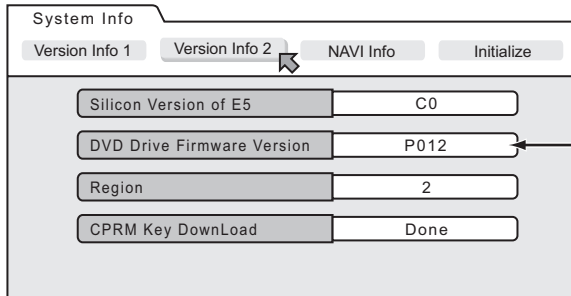 System Info
Version Info 1 Version Info 2 NAVI Info Initialize
Silicon Version of E5 C0
DVD Drive Firmware Version P012
Region 2
CPRM Key DownLoad Done